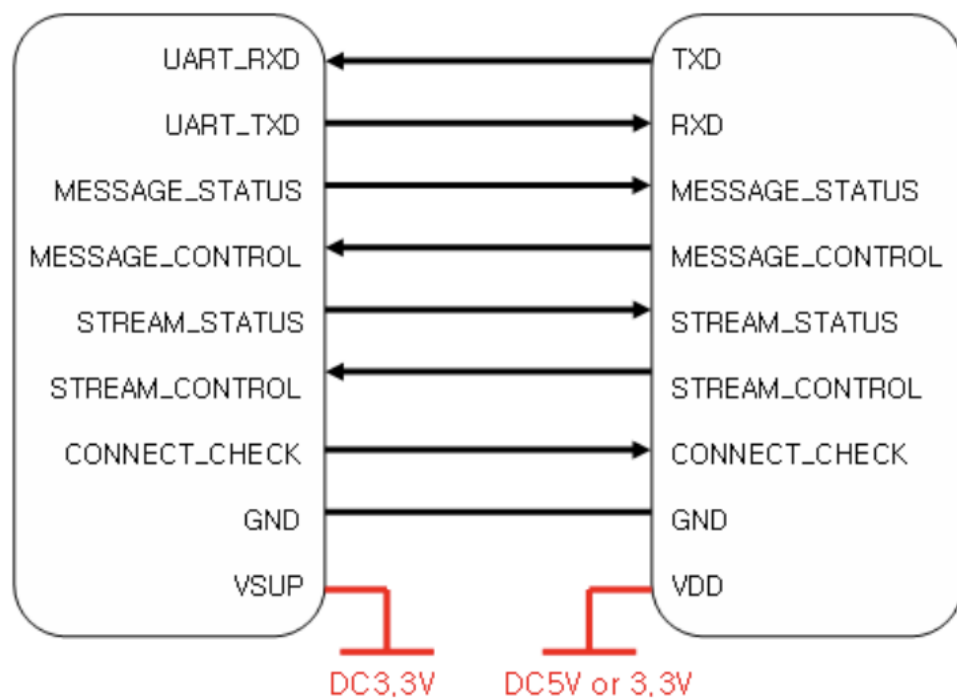 UART_RXD TXD
UART_TXD RXD
MESSAGE_STATUS MESSAGE_STATUS
MESSAGE_CONTROL MESSAGE_CONTROL
STREAM_STATUS STREAM_STATUS
STREAM_CONTROL STREAM_CONTROL
CONNECT_CHECK CONNECT_CHECK
GND GND
VSUP VDD
DC3,3V DC5V or 3,3V